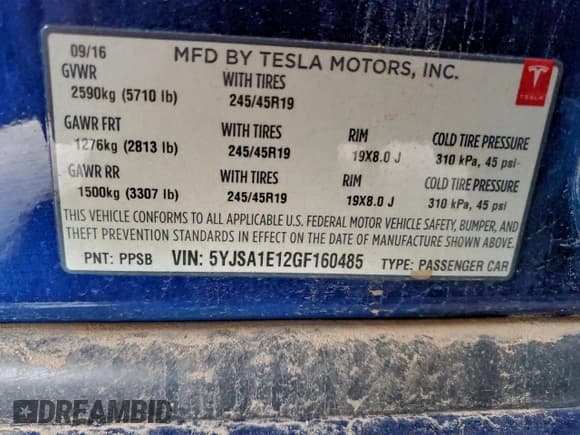 09/16 MFD BY TESLA MOTORS, INC.
GVWR WITH TIRES
2590kg (5710 lb) 245/45R19 TESLA
GAWR FRT WITH TIRES RIM COLD TIRE PRESSURE
1276kg (2813 lb) 245/45R19 19X8.0 J 310 kPa, 45 psi
GAWR RR WITH TIRES RIM COLD TIRE PRESSURE
1500kg (3307 lb) 245/45R19 19X8.0 J 310 kPa, 45 psi
THIS VEHICLE CONFORMS TO ALL APPLICABLE U.S. FEDERAL MOTOR VEHICLE SAFETY, BUMPER, AND
THEFT PREVENTION STANDARDS IN EFFECT ON THE DATE OF MANUFACTURE SHOWN ABOVE.
PNT: PPSB VIN: 5YJSA1E12GF160485 TYPE: PASSENGER CAR
DREAMBID